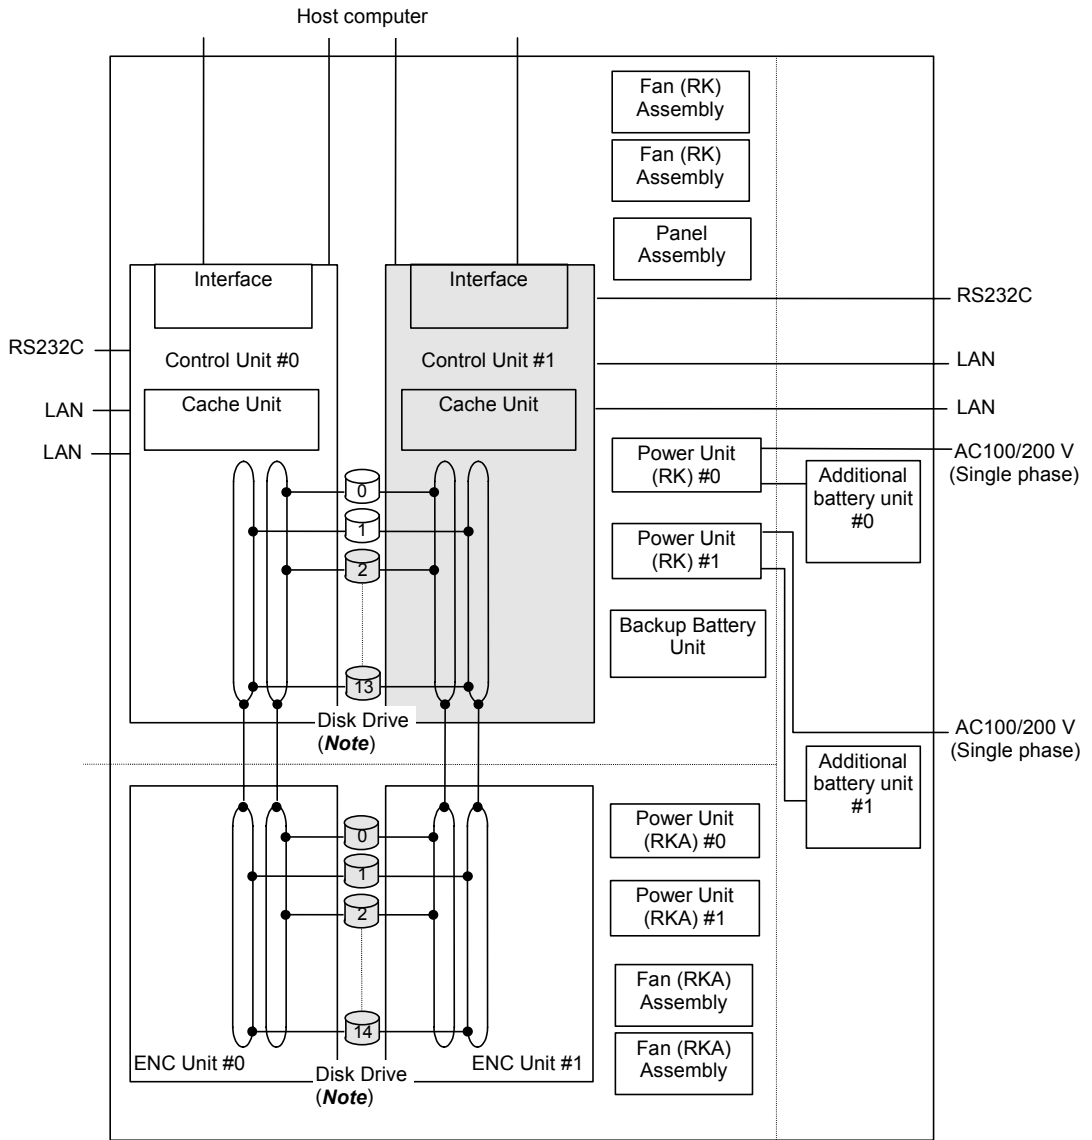 Host computer
Fan (RK)
Assembly
Fan (RK)
Assembly
Panel
Assembly
Interface
Interface
RS232C
RS232C
Control Unit #0
Control Unit #1
LAN
Cache Unit
Cache Unit
LAN
LAN
LAN
Power Unit
(RK) #0
AC100/200 V
(Single phase)
Additional
battery unit
#0
0
1
2
13
Power Unit
(RK) #1
Backup Battery
Unit
Disk Drive
(Note)
AC100/200 V
(Single phase)
Additional
battery unit
#1
0
1
2
14
Power Unit
(RKA) #0
Power Unit
(RKA) #1
Fan (RKA)
Assembly
Fan (RKA)
Assembly
ENC Unit #0
ENC Unit #1
Disk Drive
(Note)